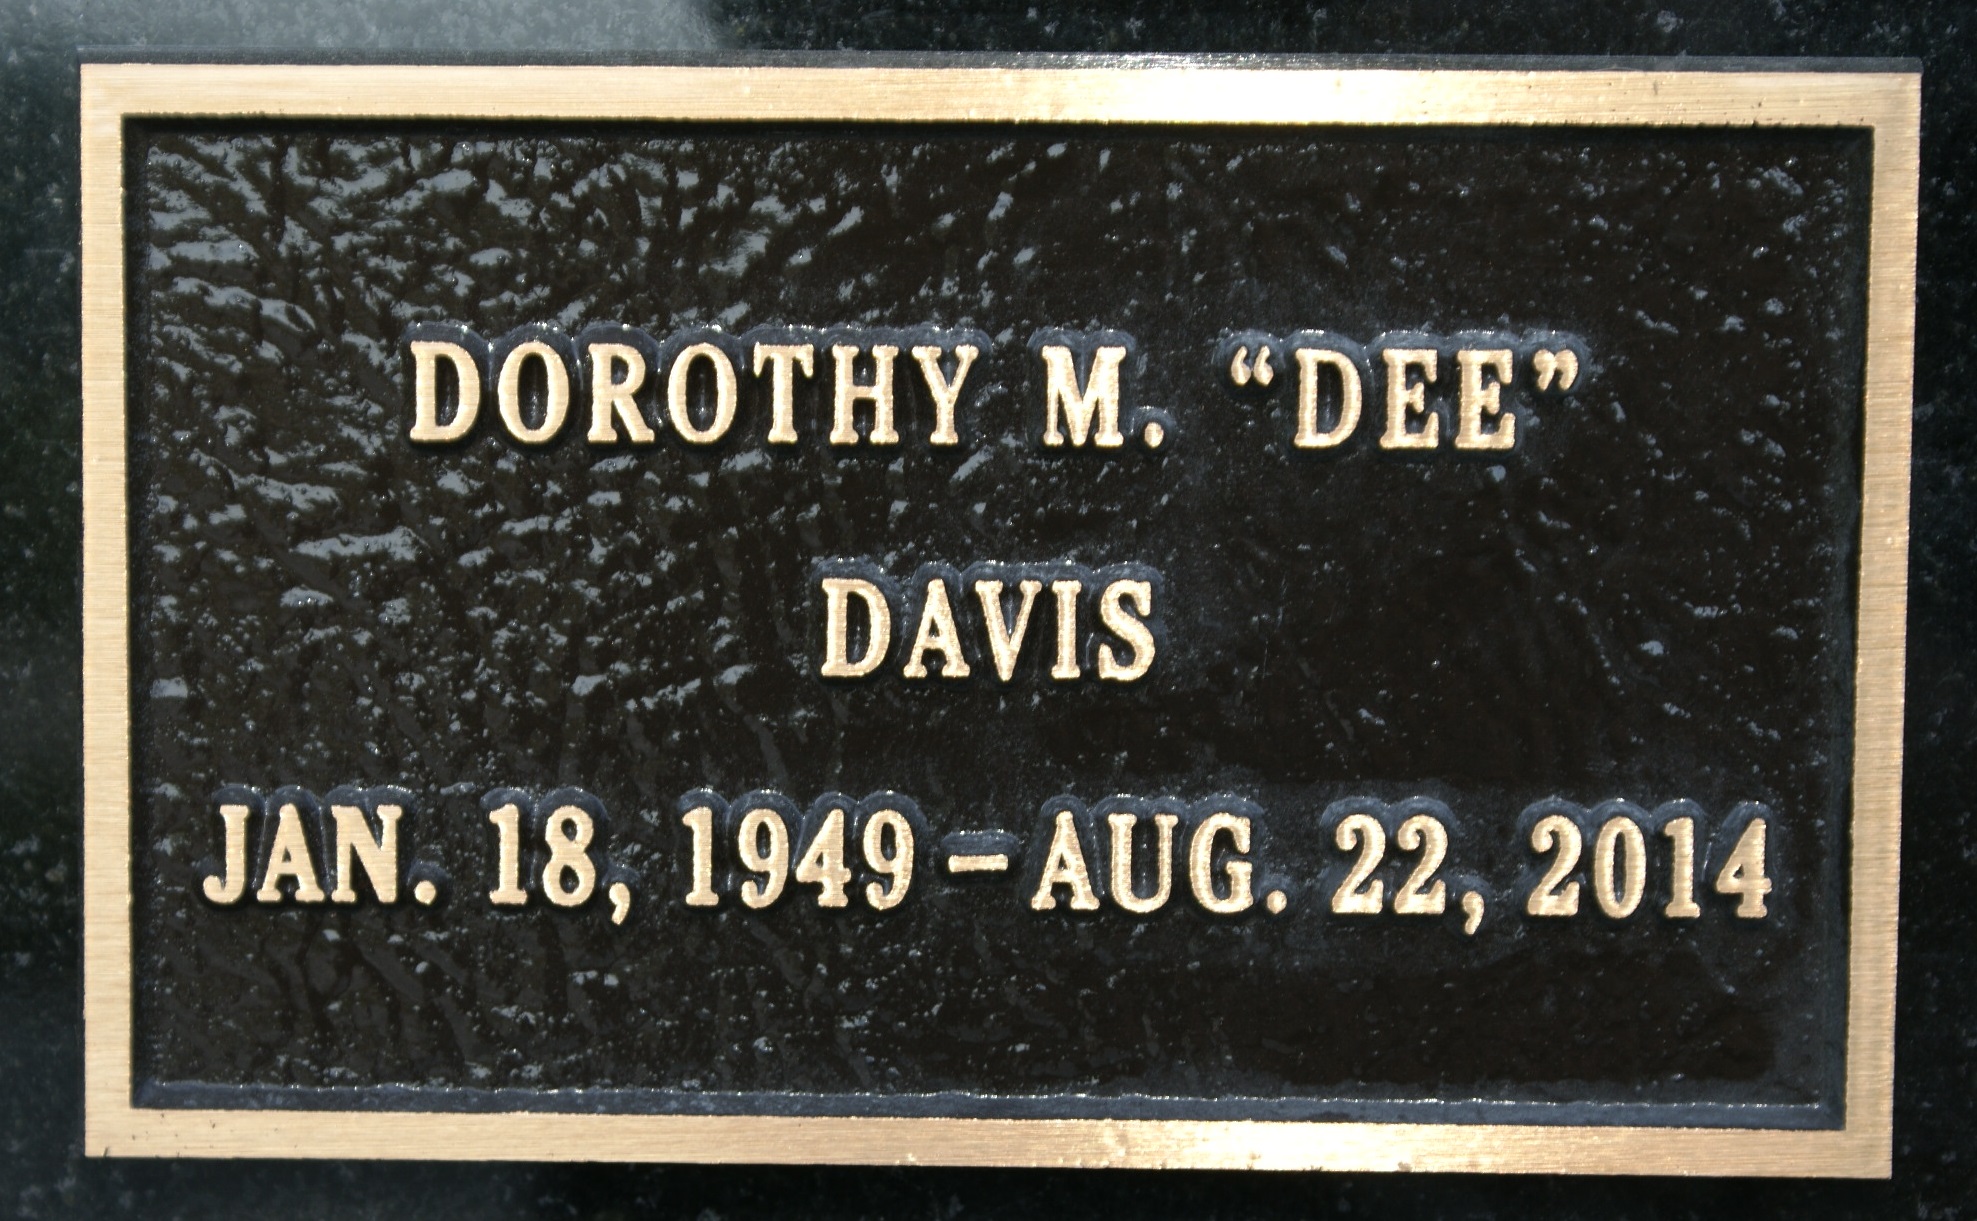 DOROTHY M. “DEE”
DAVIS
JAN. 18, 1949 – AUG. 22, 2014